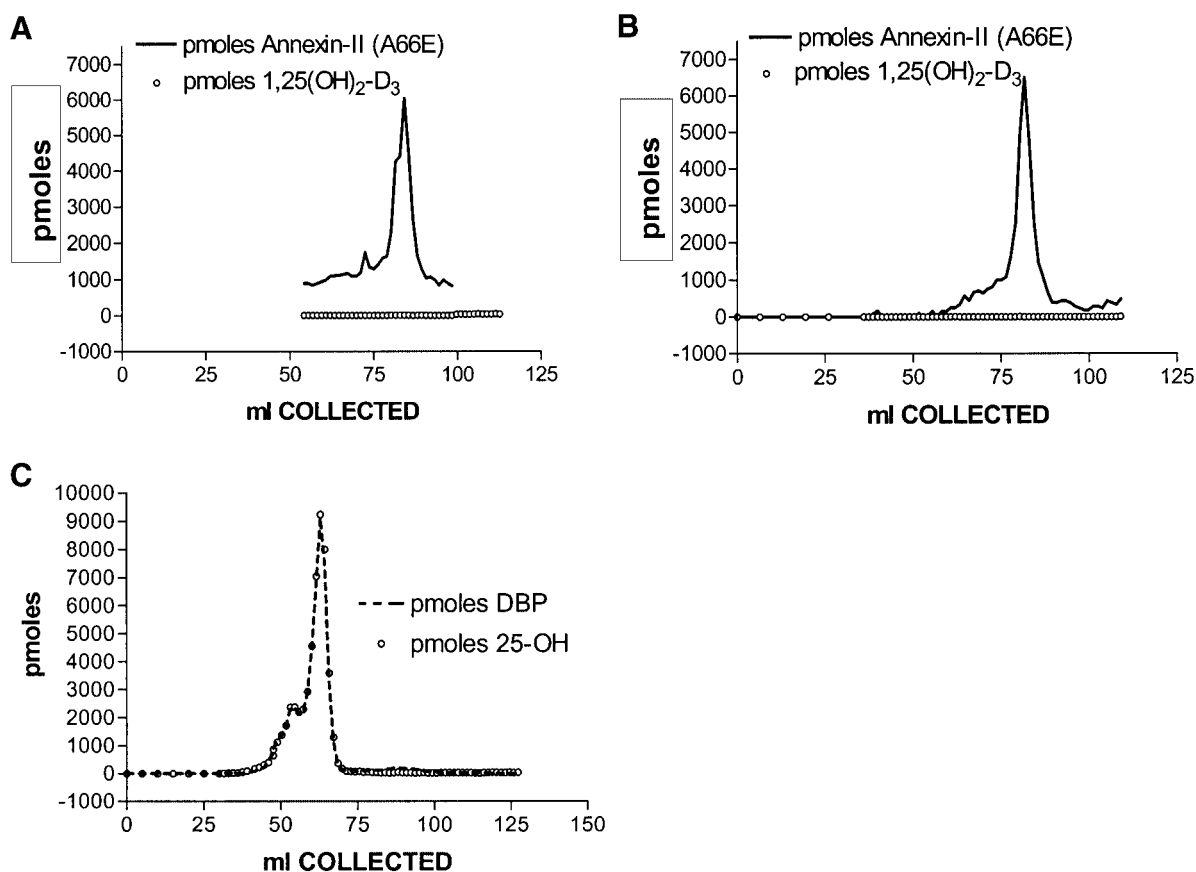 A
pmoles Annexin-II (A66E)
pmoles 1,25(OH)2-D3
7000
6000
5000
4000
3000
2000
1000
0
-1000
pmoles
0 25 50 75 100 125
ml COLLECTED
B
pmoles Annexin-II (A66E)
pmoles 1,25(OH)2-D3
7000
6000
5000
4000
3000
2000
1000
0
-1000
pmoles
0 25 50 75 100 125
ml COLLECTED
C
10000
9000
8000
7000
6000
5000
4000
3000
2000
1000
0
-1000
pmoles
pmoles DBP
pmoles 25-OH
0 25 50 75 100 125 150
ml COLLECTED